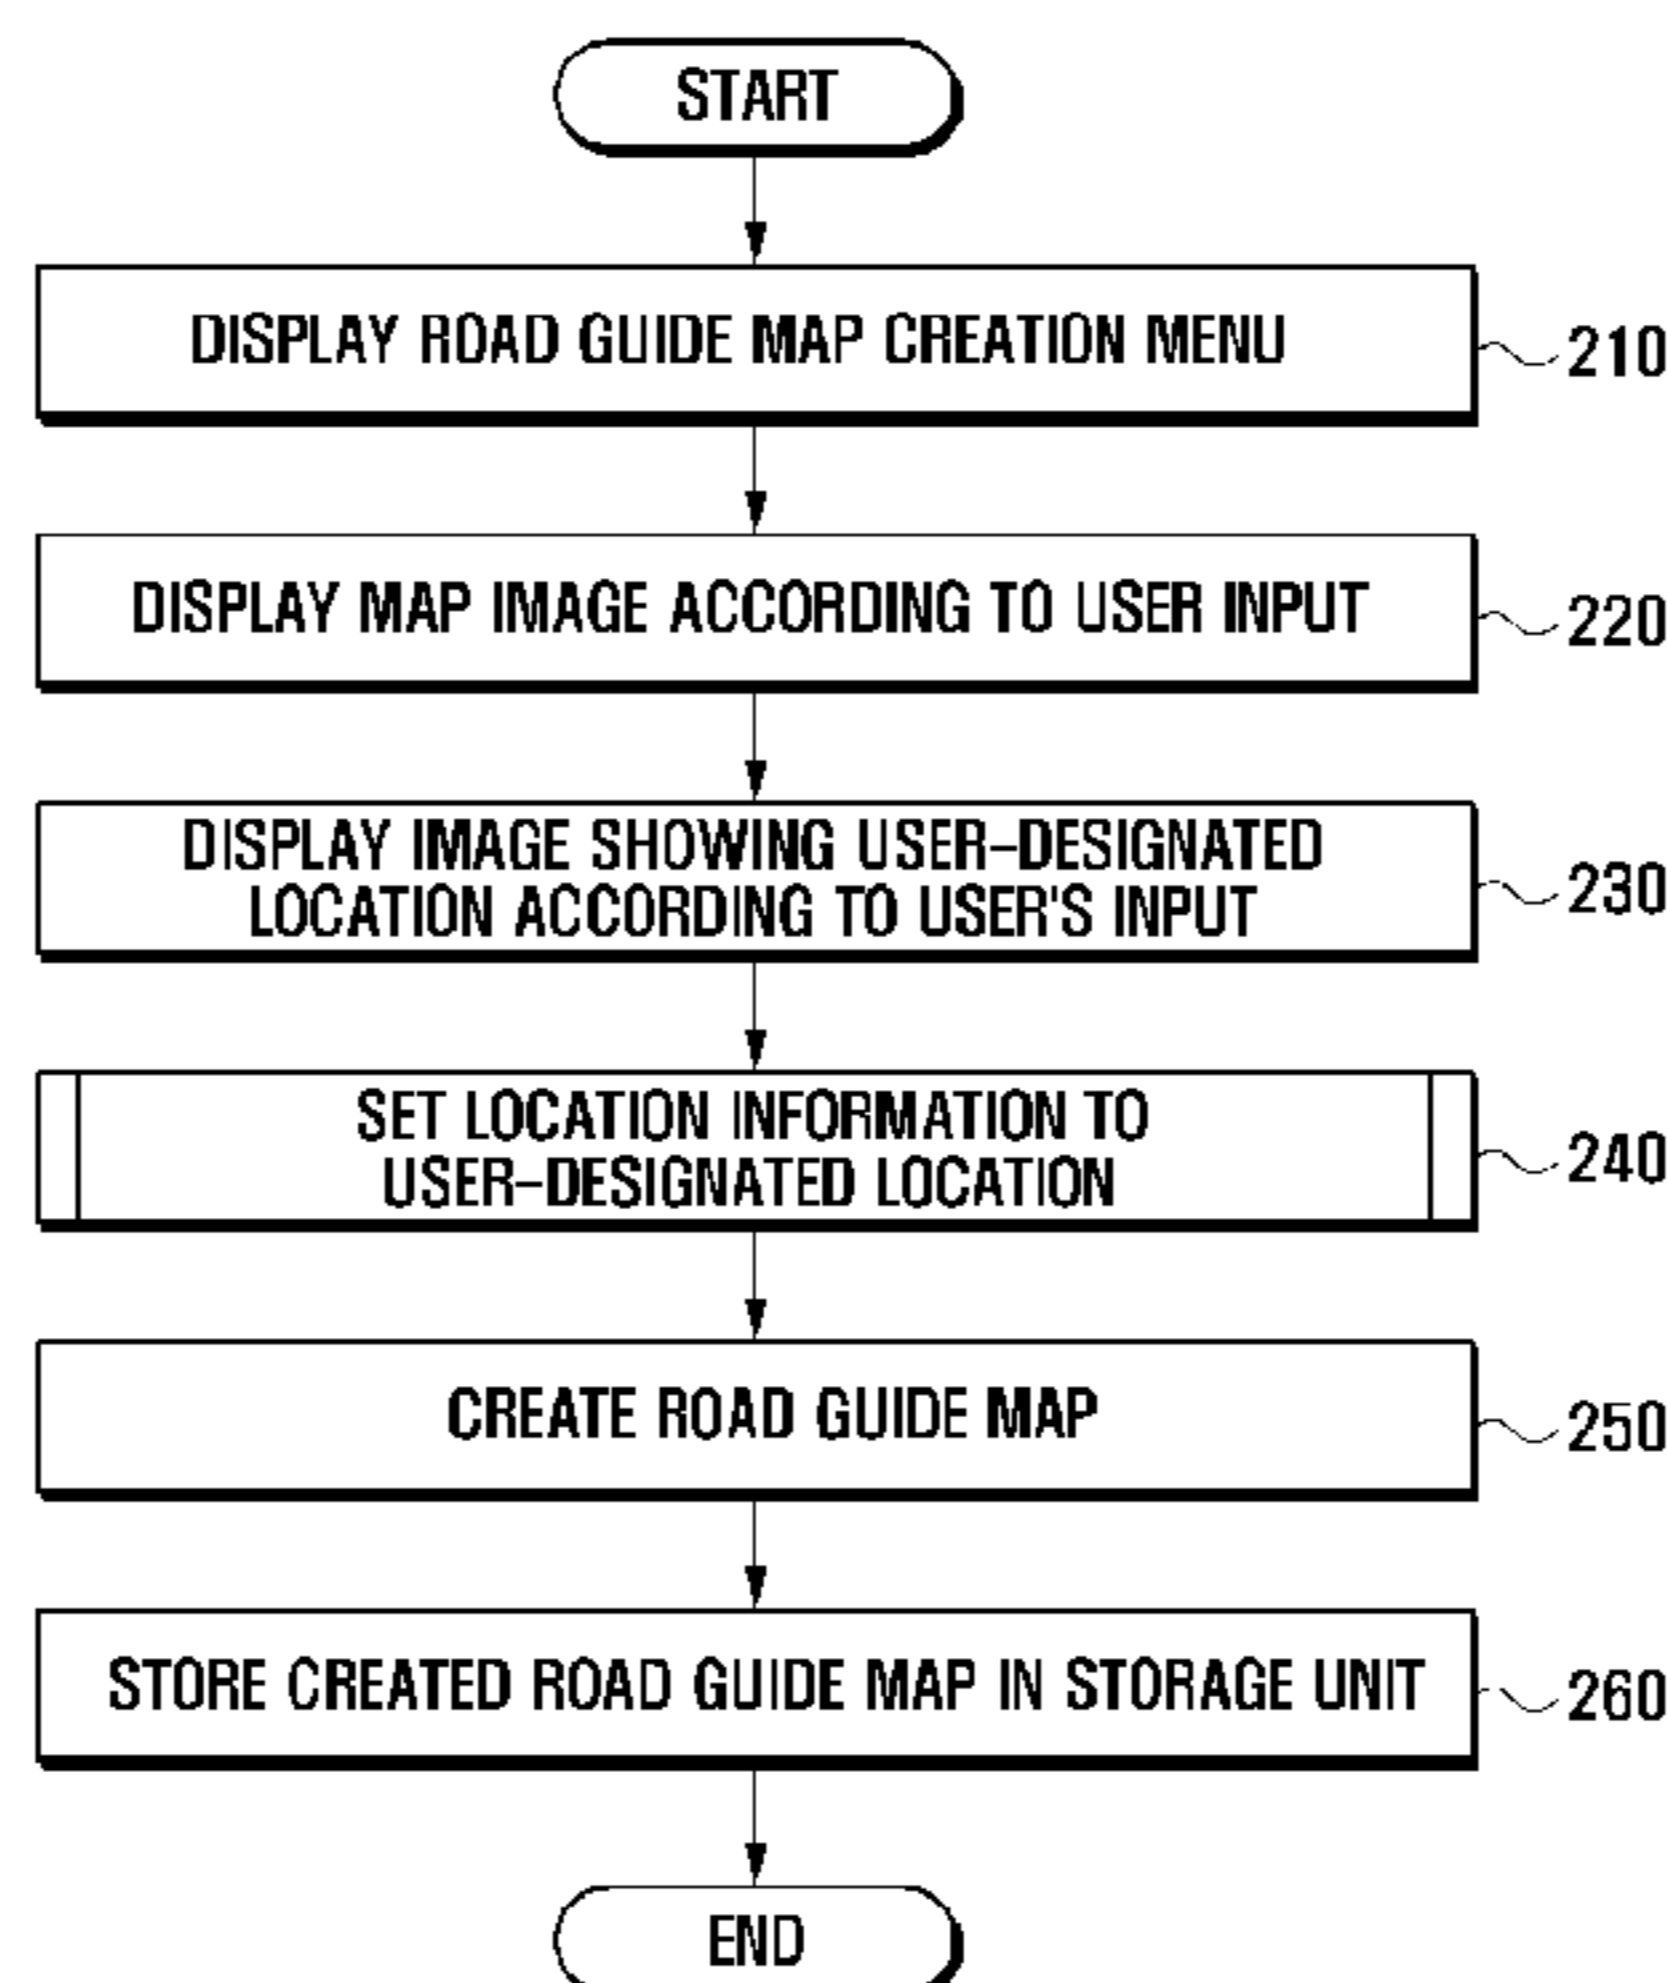 START
DISPLAY ROAD GUIDE MAP CREATION MENU
210
DISPLAY MAP IMAGE ACCORDING TO USER INPUT
220
DISPLAY IMAGE SHOWING USER-DESIGNATED
LOCATION ACCORDING TO USER'S INPUT
230
SET LOCATION INFORMATION TO
USER-DESIGNATED LOCATION
240
CREATE ROAD GUIDE MAP
250
STORE CREATED ROAD GUIDE MAP IN STORAGE UNIT
260
END